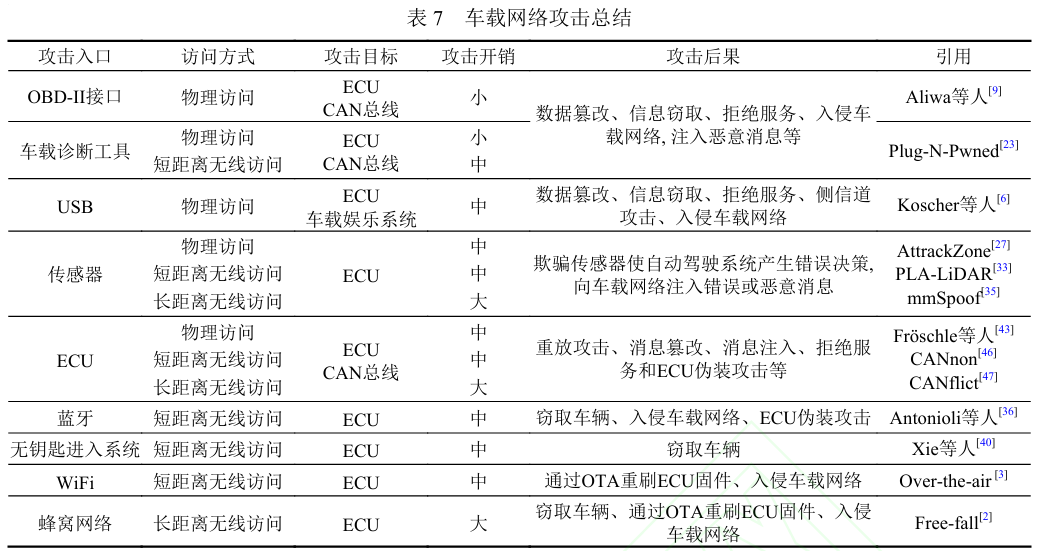 表 7 车载网络攻击总结
攻击入口 访问方式 攻击目标 攻击开销 攻击后果 引用
OBD-II接口 物理访问 ECU 小 Aliwa等人[9]
CAN总线
数据篡改、信息窃取、拒绝服务、入侵车
载网络, 注入恶意消息等
车载诊断工具 物理访问 ECU 小 Plug-N-Pwned[23]
短距离无线访问 CAN总线 中
USB 物理访问 ECU 中 数据篡改、信息窃取、拒绝服务、侧信道 Koscher等人[6]
车载娱乐系统 攻击、入侵车载网络
物理访问 中 AttrackZone[27]
传感器 短距离无线访问 ECU 中 欺骗传感器使自动驾驶系统产生错误决策, PLA-LiDAR[33]
长距离无线访问 大 向车载网络注入错误或恶意消息 mmSpoof[35]
物理访问 中 Fröschle等人[43]
ECU 短距离无线访问 ECU 中 重放攻击、消息篡改、消息注入、拒绝服 CANnon[46]
长距离无线访问 CAN总线 大 务和ECU伪装攻击等 CANflict[47]
蓝牙 短距离无线访问 ECU 中 窃取车辆、入侵车载网络、ECU伪装攻击 Antonioli等人[36]
无钥匙进入系统 短距离无线访问 ECU 中 窃取车辆 Xie等人[40]
WiFi 短距离无线访问 ECU 中 通过OTA重刷ECU固件、入侵车载网络 Over-the-air[3]
蜂窝网络 长距离无线访问 ECU 大 窃取车辆、通过OTA重刷ECU固件、入侵 Free-fall[2]
车载网络